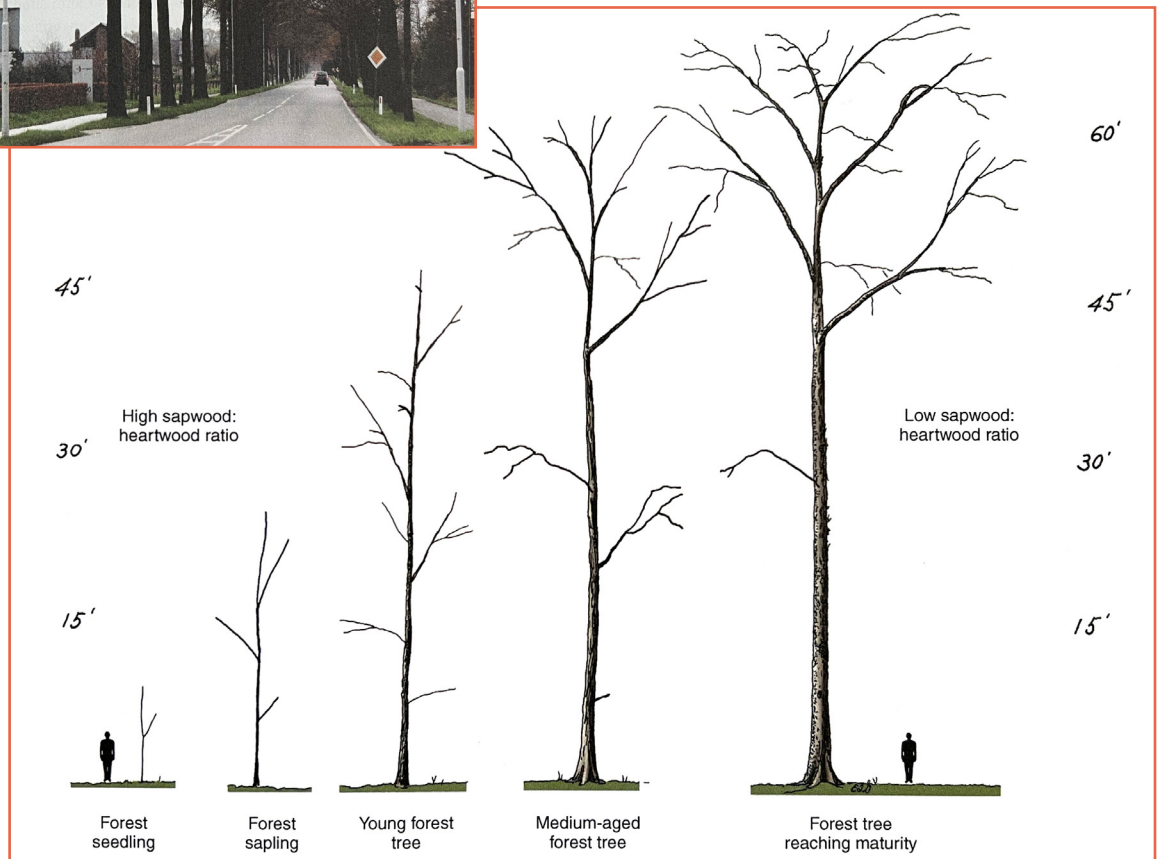 60'
45'
45'
High sapwood:
heartwood ratio
Low sapwood:
heartwood ratio
30'
30'
15'
15'
Forest
seedling
Forest
sapling
Young forest
tree
Medium-aged
forest tree
Forest tree
reaching maturity